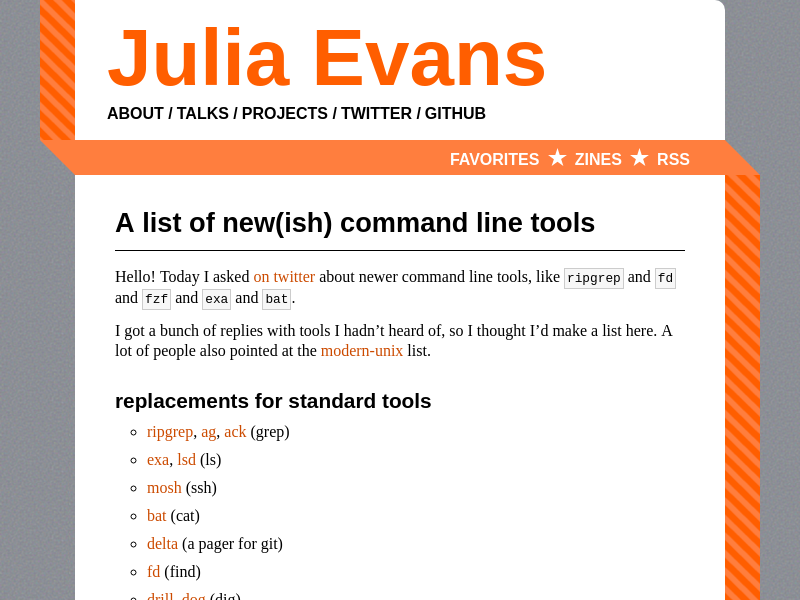 Julia Evans
ABOUT / TALKS / PROJECTS / TWITTER / GITHUB
FAVORITES ★ ZINES ★ RSS
A list of new(ish) command line tools
Hello! Today I asked on twitter about newer command line tools, like ripgrep and fd
and fzf and exa and bat.
I got a bunch of replies with tools I hadn’t heard of, so I thought I’d make a list here. A
lot of people also pointed at the modern-unix list.
replacements for standard tools
ripgrep, ag, ack (grep)
exa, lsd (ls)
mosh (ssh)
bat (cat)
delta (a pager for git)
fd (find)
drill, dog (dig)